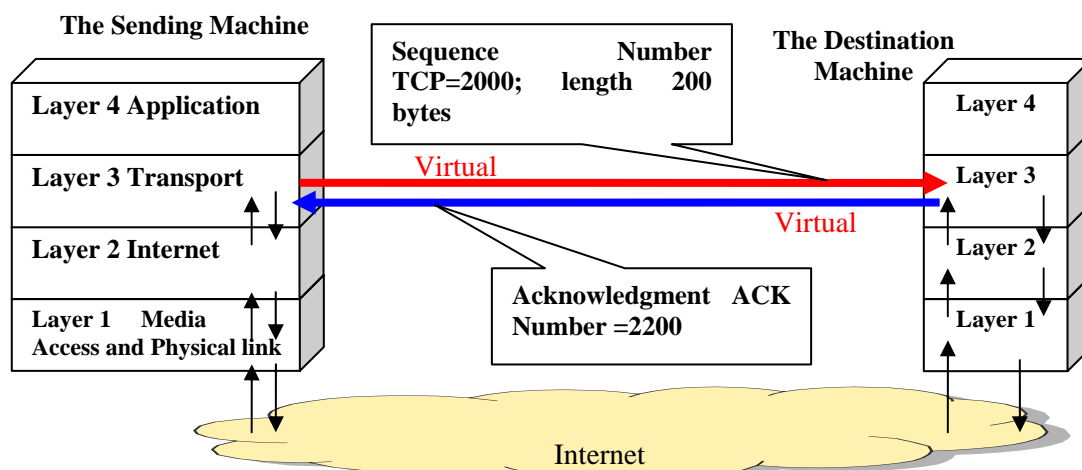 The Sending Machine
Layer 4 Application
Layer 3 Transport
Layer 2 Internet
Layer 1 Media
Access and Physical link
Sequence Number
TCP=2000; length 200
bytes
Virtual
Virtual
Acknowledgment ACK
Number =2200
The Destination
Machine
Layer 4
Layer 3
Layer 2
Layer 1
Internet